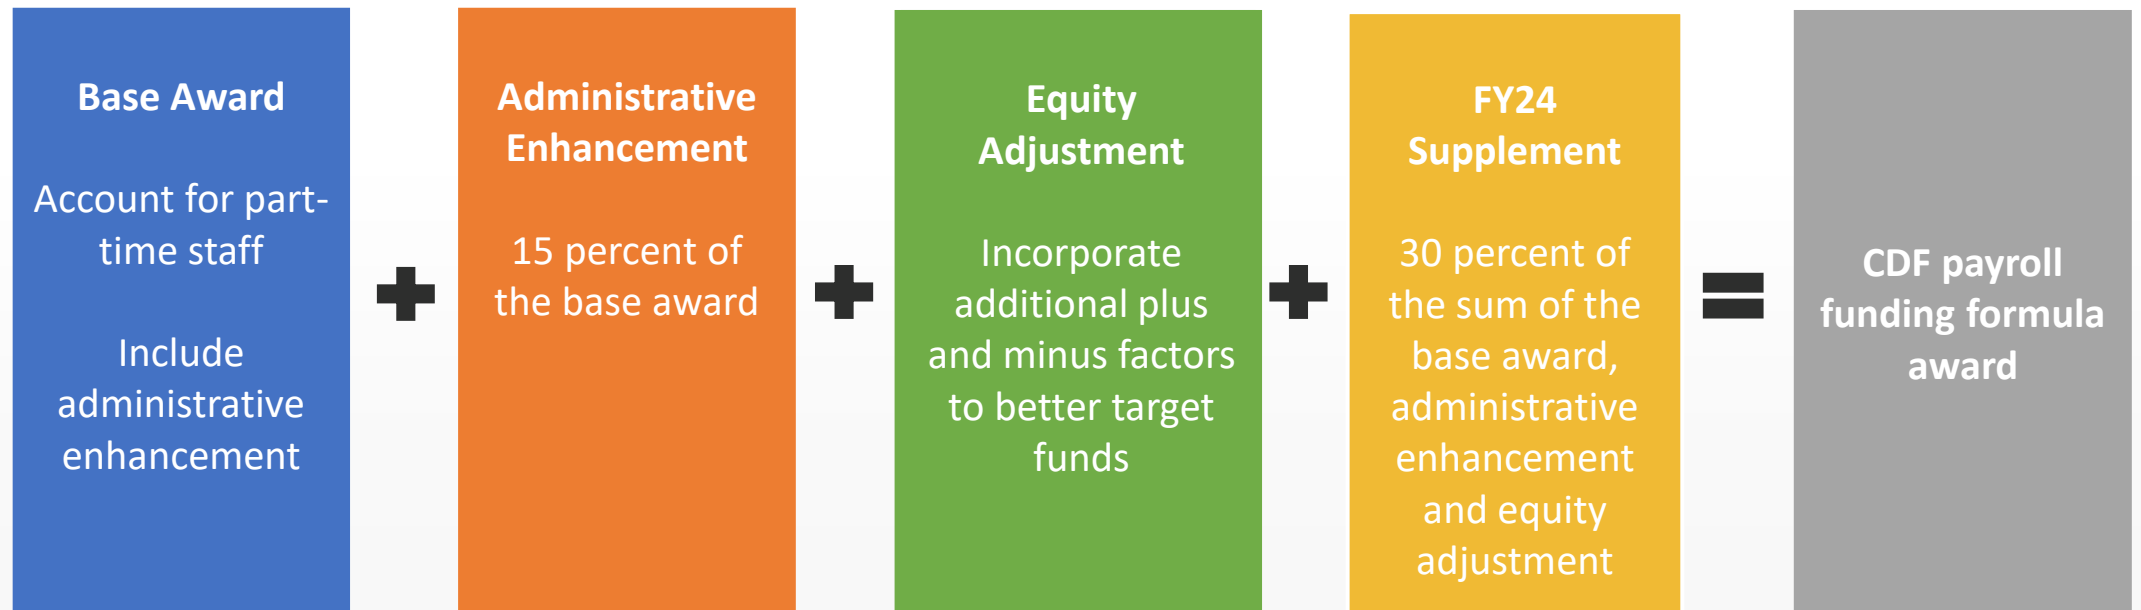 Base Award
Account for part-
time staff
Include
administrative
enhancement
Administrative
Enhancement
15 percent of
the base award
Equity
Adjustment
Incorporate
additional plus
and minus factors
to better target
funds
FY24
Supplement
30 percent of
the sum of the
base award,
administrative
enhancement
and equity
adjustment
CDF payroll
funding formula
award